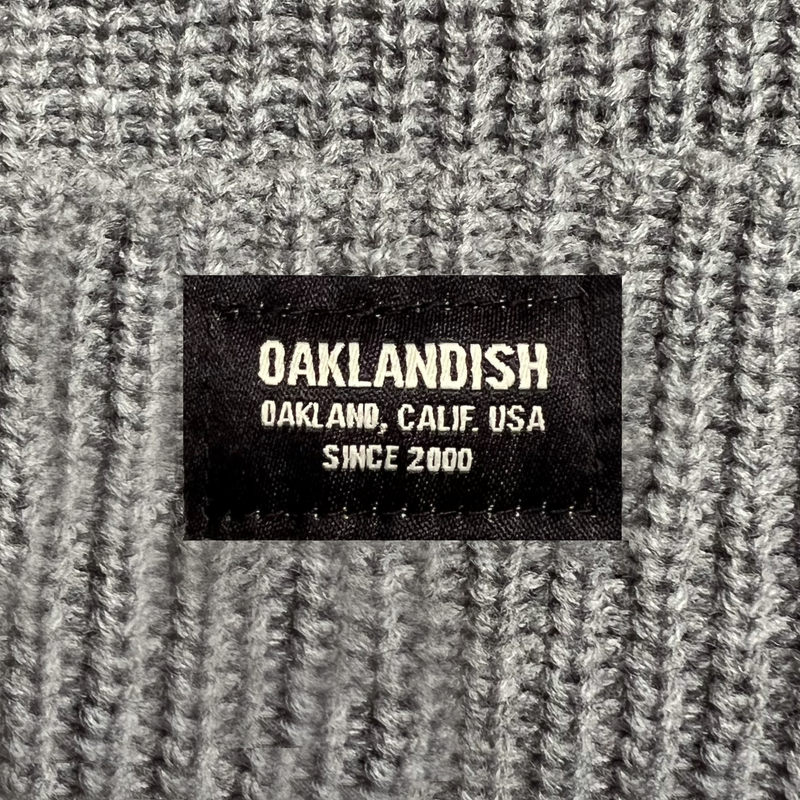 OAKLANDISH
OAKLAND, CALIF. USA
SINCE 2000